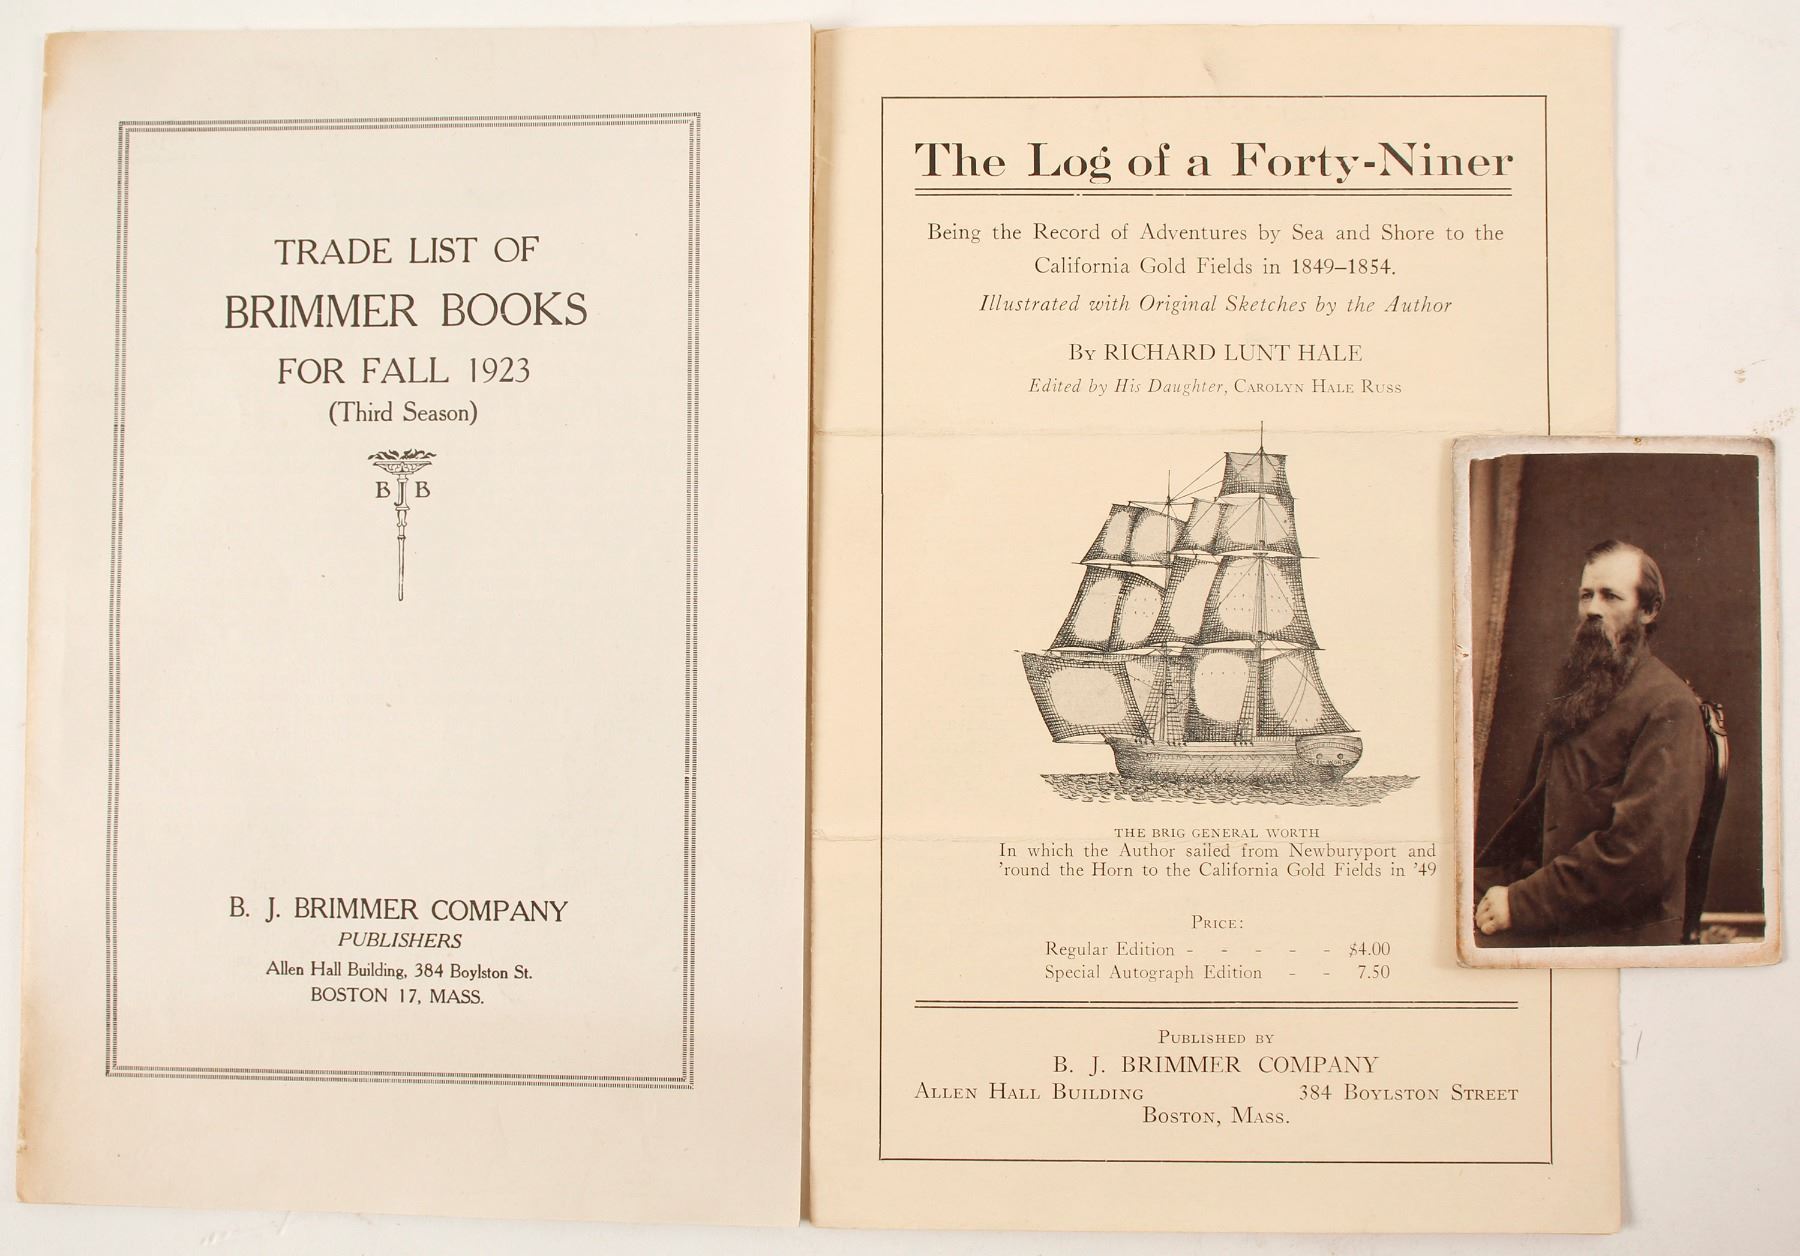 TRADE LIST OF
BRIMMER BOOKS
FOR FALL 1923
(Third Season)
B J B
B. J. BRIMMER COMPANY
PUBLISHERS
Allen Hall Building, 384 Boylston St.
BOSTON 17, MASS.
The Log of a Forty-Niner
Being the Record of Adventures by Sea and Shore to the
California Gold Fields in 1849–1854.
Illustrated with Original Sketches by the Author
By RICHARD LUNT HALE
Edited by His Daughter, Carolyn Hale Russ
THE BRIG GENERAL WORTH
In which the Author sailed from Newburyport and
'round the Horn to the California Gold Fields in '49
Price:
Regular Edition - - - - - $4.00
Special Autograph Edition - - 7.50
Published by
B. J. BRIMMER COMPANY
Allen Hall Building 384 Boylston Street
Boston, Mass.